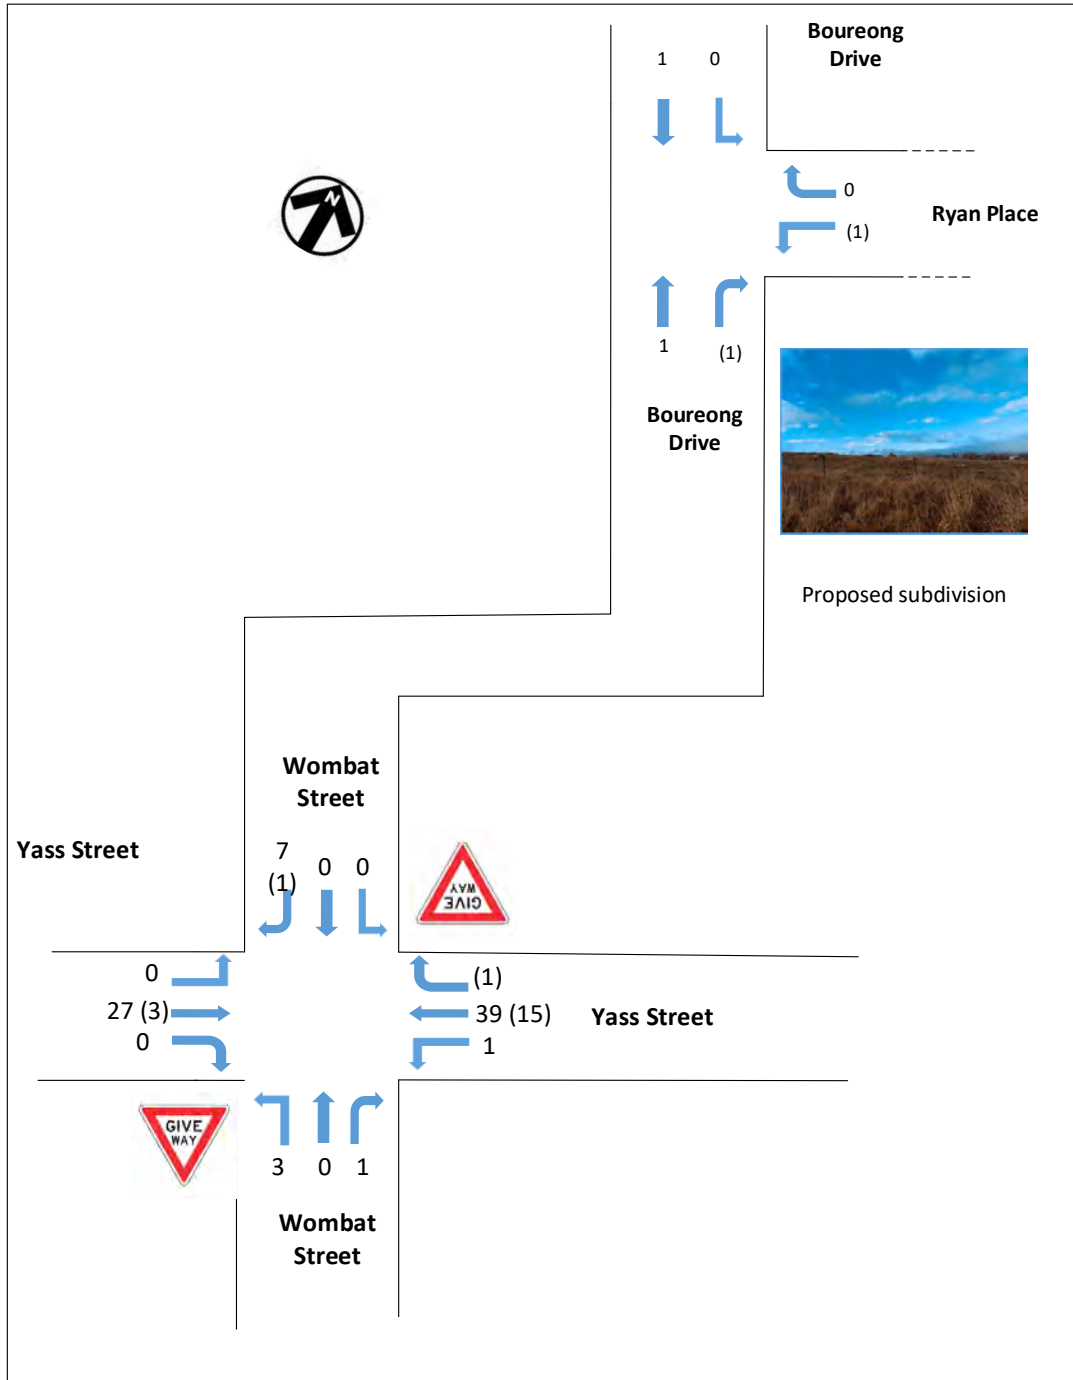 Boureong
Drive
1 0
N
0
Ryan Place
(1)
1 (1)
Boureong
Drive
Proposed subdivision
Wombat
Street
Yass Street
7
(1) 0 0
GIVE
WAY
0
(1)
27 (3)
39 (15)
Yass Street
0
1
GIVE
WAY
3 0 1
Wombat
Street